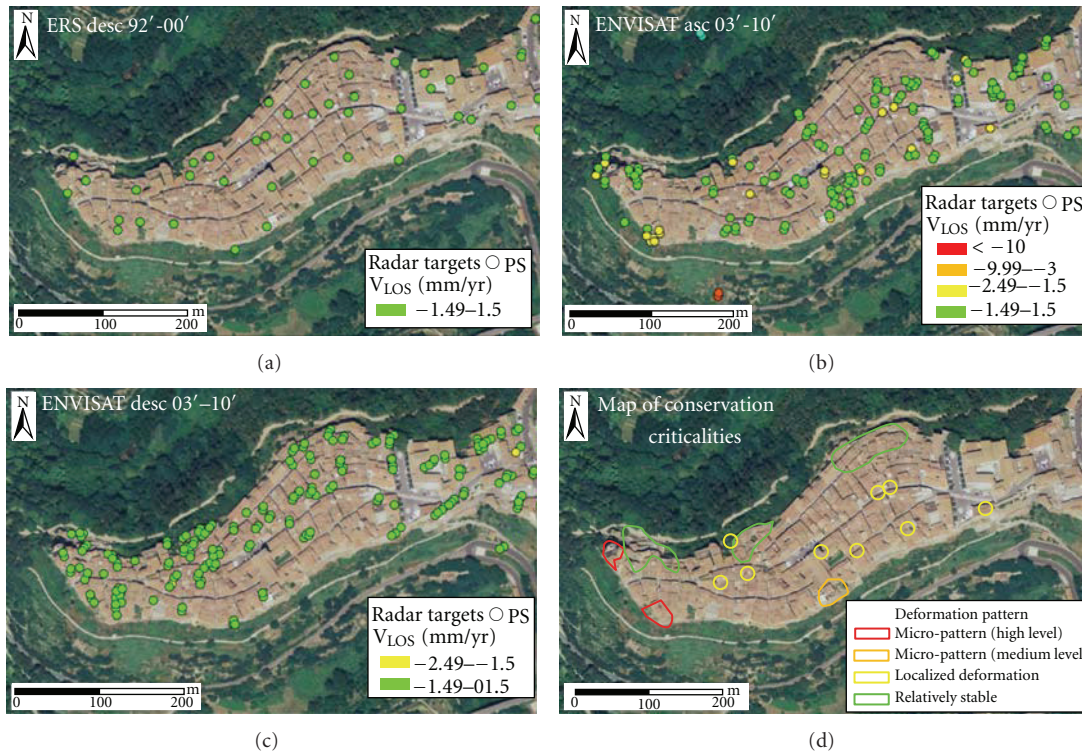 N
ERS desc 92′-00′
Radar targets ○ PS
V_LOS (mm/yr)
−1.49–1.5
0 100 200 m
(a)
N
ENVISAT asc 03′-10′
Radar targets ○ PS
V_LOS (mm/yr)
< −10
−9.99–−3
−2.49–−1.5
−1.49–1.5
0 100 200 m
(b)
N
ENVISAT desc 03′–10′
Radar targets ○ PS
V_LOS (mm/yr)
−2.49–−1.5
−1.49–01.5
0 100 200 m
(c)
N
Map of conservation
criticalities
Deformation pattern
Micro-pattern (high level)
Micro-pattern (medium level
Localized deformation
Relatively stable
0 100 200 m
(d)